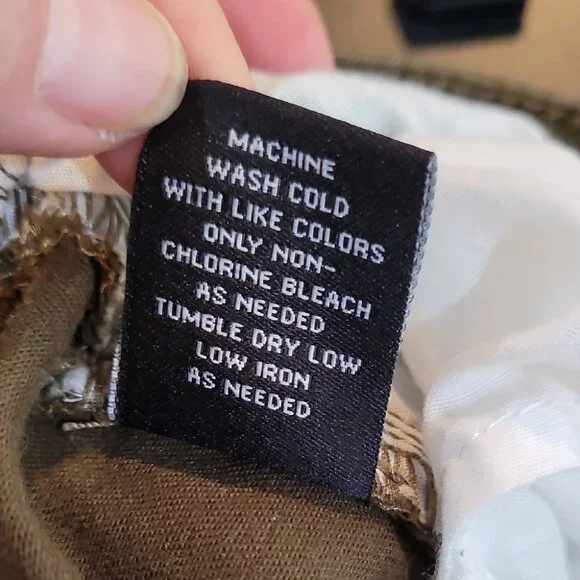 MACHINE
WASH COLD
WITH LIKE COLORS
ONLY NON-
CHLORINE BLEACH
AS NEEDED
TUMBLE DRY LOW
LOW IRON
AS NEEDED